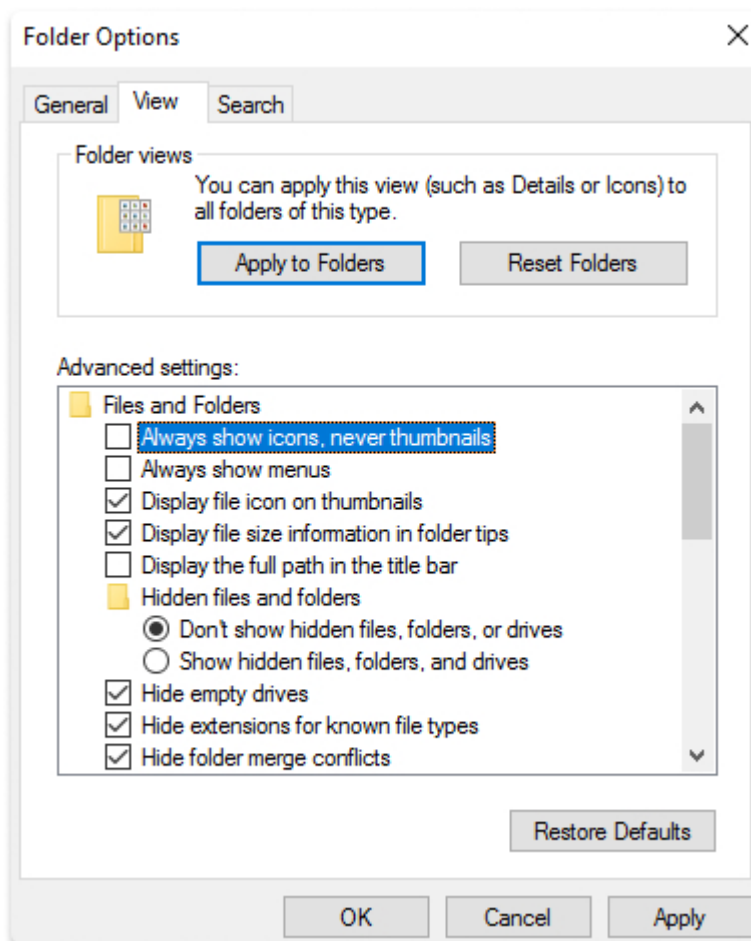 Folder Options
General
View
Search
Folder views
You can apply this view (such as Details or Icons) to
all folders of this type.
Apply to Folders
Reset Folders
Advanced settings:
Files and Folders
Always show icons, never thumbnails
Always show menus
Display file icon on thumbnails
Display file size information in folder tips
Display the full path in the title bar
Hidden files and folders
Don't show hidden files, folders, or drives
Show hidden files, folders, and drives
Hide empty drives
Hide extensions for known file types
Hide folder merge conflicts
Restore Defaults
OK
Cancel
Apply